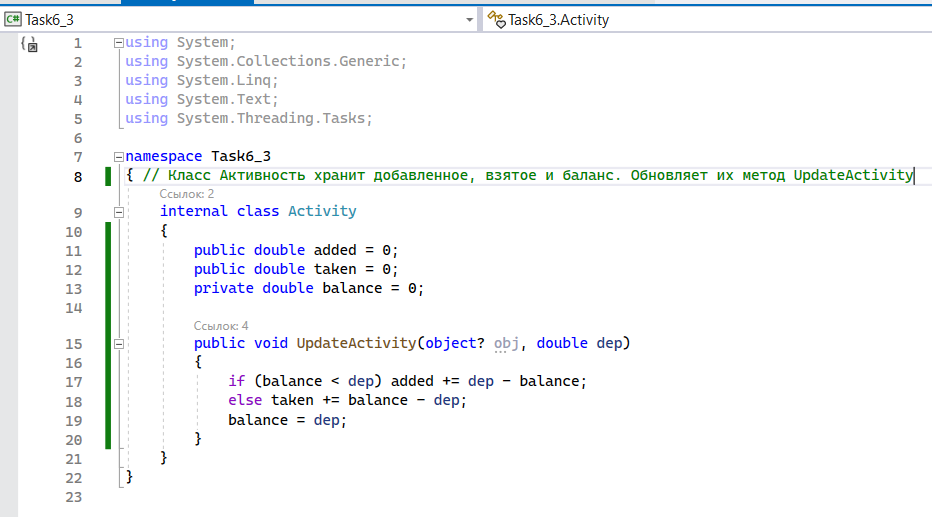 Task6_3
Task6_3.Activity
1 using System;
2 using System.Collections.Generic;
3 using System.Linq;
4 using System.Text;
5 using System.Threading.Tasks;
6
7 namespace Task6_3
8 { // Класс Активность хранит добавленное, взятое и баланс. Обновляет их метод UpdateActivity
Ссылок: 2
9 internal class Activity
10 {
11 public double added = 0;
12 public double taken = 0;
13 private double balance = 0;
14
Ссылок: 4
15 public void UpdateActivity(object? obj, double dep)
16 {
17 if (balance < dep) added += dep - balance;
18 else taken += balance - dep;
19 balance = dep;
20 }
21 }
22 }
23